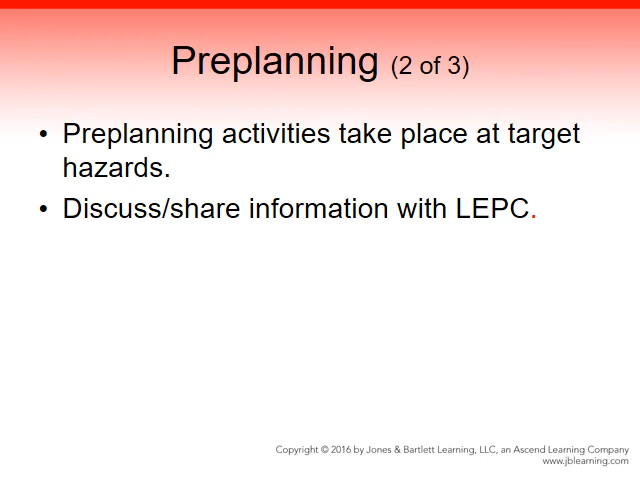 Preplanning (2 of 3)
• Preplanning activities take place at target
hazards.
• Discuss/share information with LEPC.
Copyright © 2016 by Jones & Bartlett Learning, LLC, an Ascend Learning Company
www.jblearning.com